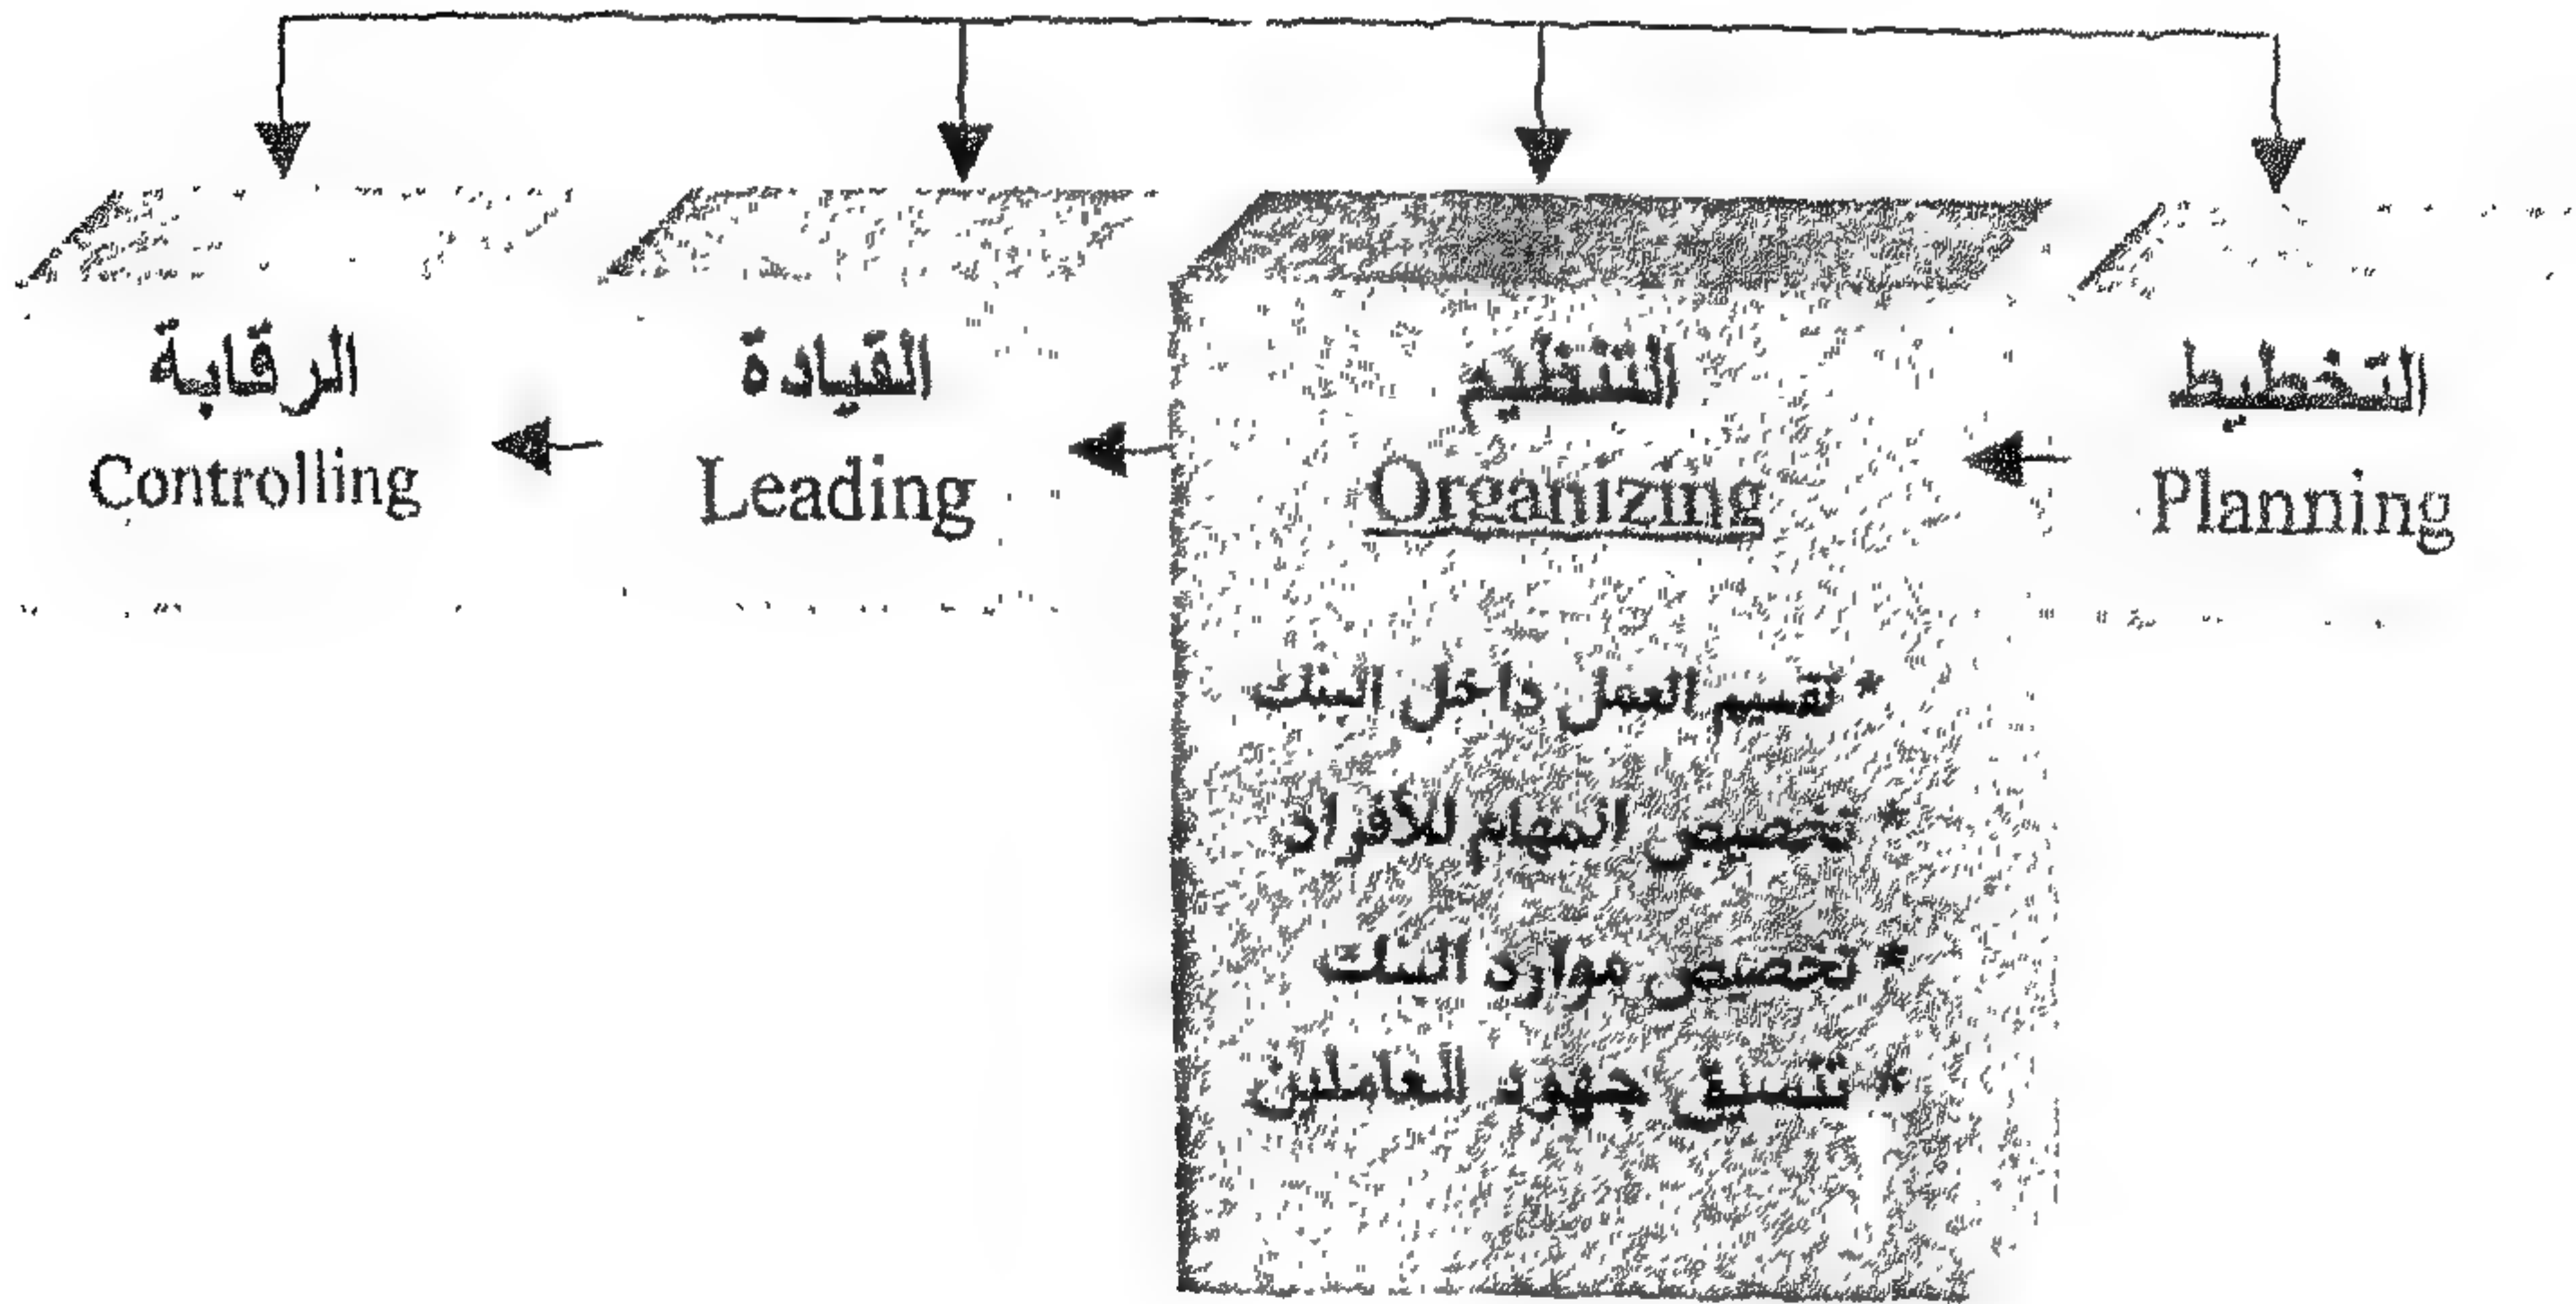 التخطيط
Planning
التنظيم
Organizing
* تقسيم العمل داخل البنك
* تخصيص المهام للأفراد
* تخصيص موارد البنك
* تنسيق جهود العاملين
القيادة
Leading
الرقابة
Controlling